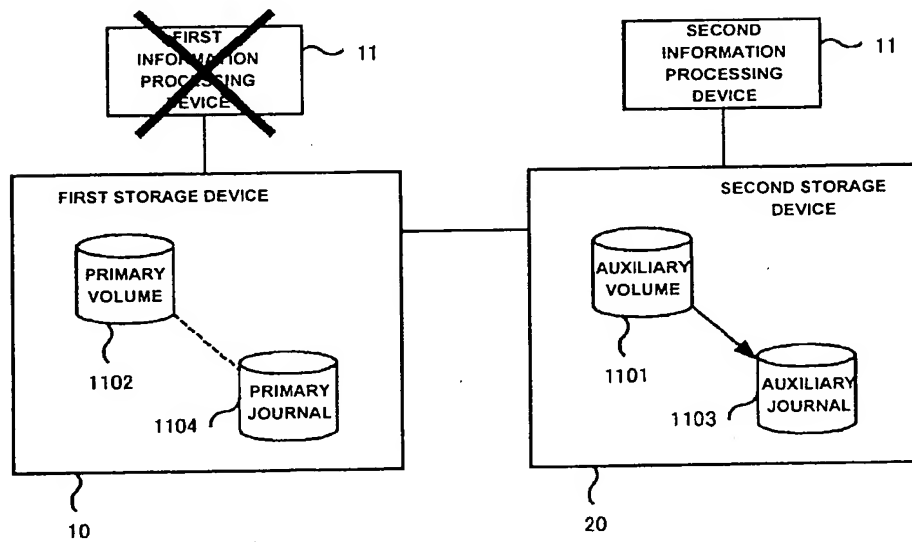 FIRST
INFORMATION
PROCESSING
DEVICE
11
SECOND
INFORMATION
PROCESSING
DEVICE
11
FIRST STORAGE DEVICE
PRIMARY
VOLUME
1102
PRIMARY
JOURNAL
1104
10
SECOND STORAGE
DEVICE
AUXILIARY
VOLUME
1101
AUXILIARY
JOURNAL
1103
20